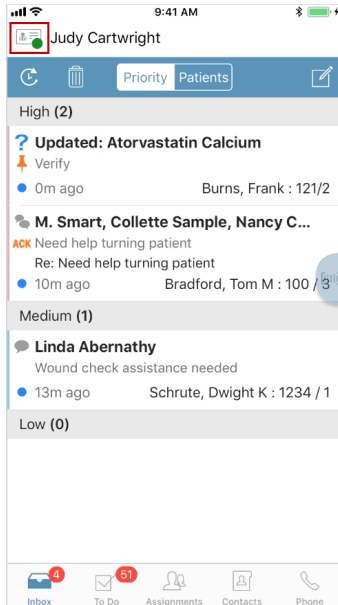 9:41 AM
Judy Cartwright
Priority Patients
High (2)
? Updated: Atorvastatin Calcium
Verify
0m ago Burns, Frank : 121/2
M. Smart, Collette Sample, Nancy C...
ACK Need help turning patient
Re: Need help turning patient
10m ago Bradford, Tom M : 100 / 3
Medium (1)
Linda Abernathy
Wound check assistance needed
13m ago Schrute, Dwight K : 1234 / 1
Low (0)
4 51
Inbox To Do Assignments Contacts Phone